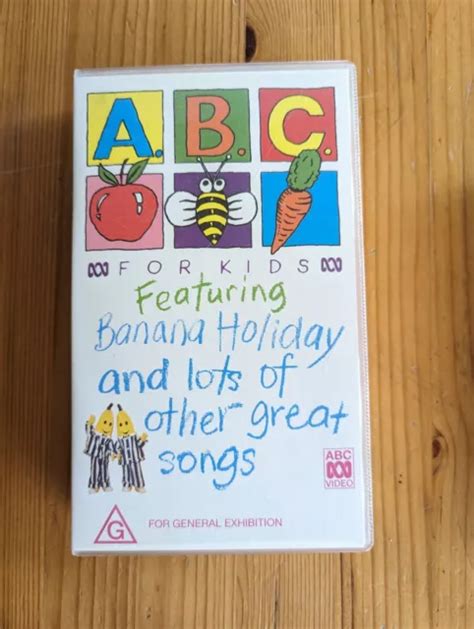 A. B. C.
FOR KIDS
Featuring
Banana Holiday
and lots of
other great
songs
ABC
VIDEO
G
FOR GENERAL EXHIBITION